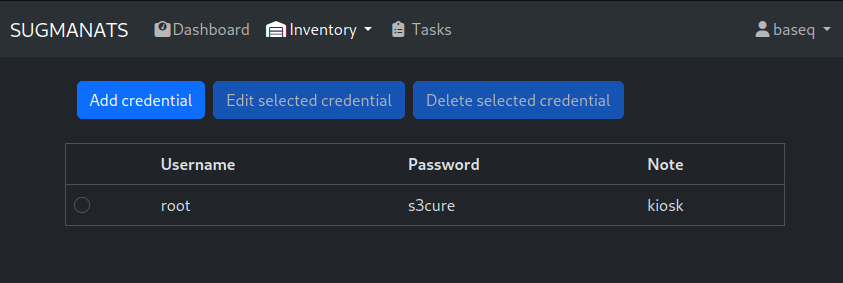 SUGMANATS Dashboard Inventory Tasks baseq
Add credential Edit selected credential Delete selected credential
Username Password Note
root s3cure kiosk